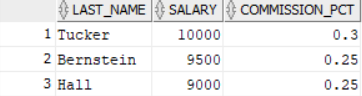 LAST_NAME SALARY COMMISSION_PCT
1 Tucker 10000 0.3
2 Bernstein 9500 0.25
3 Hall 9000 0.25